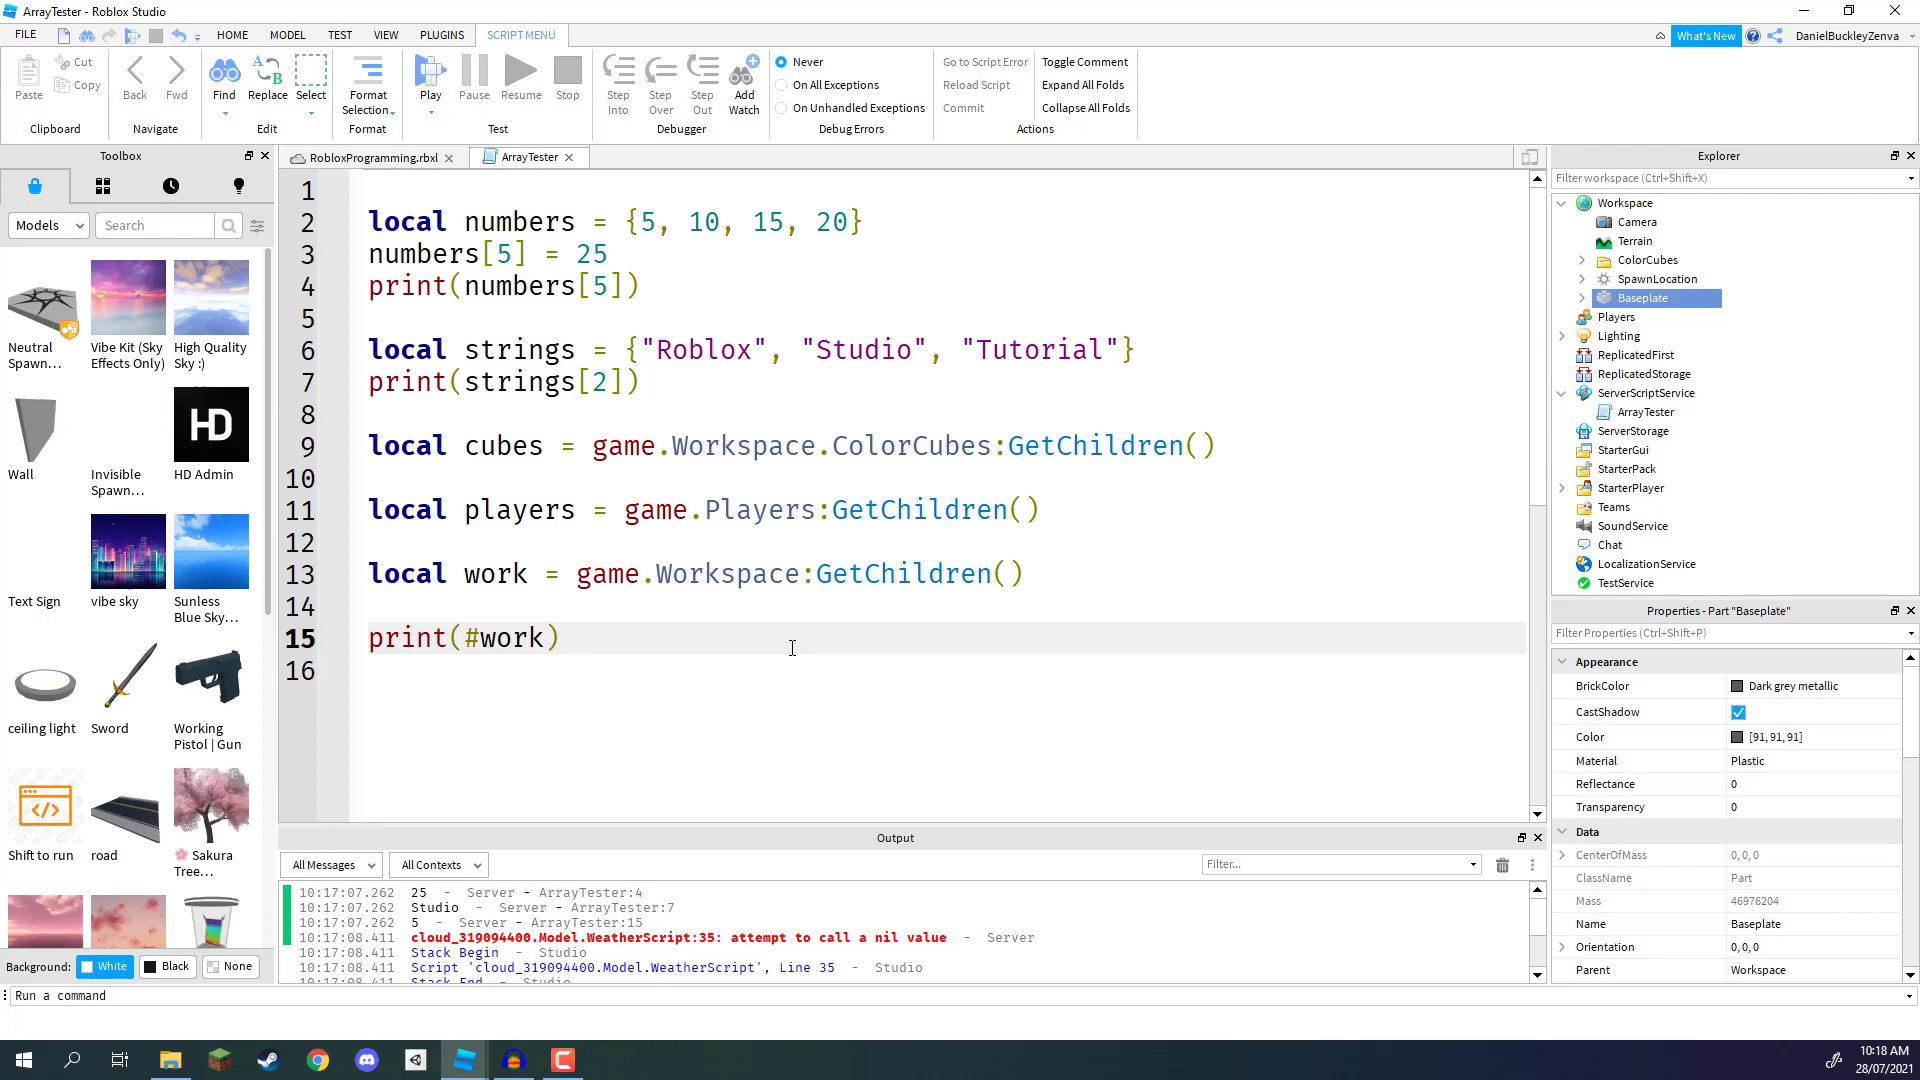 ArrayTester - Roblox Studio
FILE HOME MODEL TEST VIEW PLUGINS SCRIPT MENU What's New DanielBuckleyZenva
Paste Cut Copy Clipboard
Back Fwd Navigate
Find Replace Select Edit
Format Selection Format
Play Pause Resume Stop Test
Step Into Step Over Step Out Add Watch Debugger
Never
On All Exceptions
On Unhandled Exceptions
Debug Errors
Go to Script Error Toggle Comment
Reload Script Expand All Folds
Commit Collapse All Folds
Actions
Toolbox
Models Search
Neutral Spawn...
Vibe Kit (Sky Effects Only)
High Quality Sky :)
Wall
Invisible Spawn...
HD
HD Admin
Text Sign
vibe sky
Sunless Blue Sky...
ceiling light
Sword
Working Pistol | Gun
Shift to run
road
🌸 Sakura Tree...
Background: White Black None
RobloxProgramming.rbxl ArrayTester
1
2 local numbers = {5, 10, 15, 20}
3 numbers[5] = 25
4 print(numbers[5])
5
6 local strings = {"Roblox", "Studio", "Tutorial"}
7 print(strings[2])
8
9 local cubes = game.Workspace.ColorCubes:GetChildren()
10
11 local players = game.Players:GetChildren()
12
13 local work = game.Workspace:GetChildren()
14
15 print(#work)
16
Output
All Messages All Contexts Filter...
10:17:07.262 25 - Server - ArrayTester:4
10:17:07.262 Studio - Server - ArrayTester:7
10:17:07.262 5 - Server - ArrayTester:15
10:17:08.411 cloud_319094400.Model.WeatherScript:35: attempt to call a nil value - Server
10:17:08.411 Stack Begin - Studio
10:17:08.411 Script 'cloud_319094400.Model.WeatherScript', Line 35 - Studio
10:17:08.411 Stack End - Studio
Explorer
Filter workspace (Ctrl+Shift+X)
Workspace
Camera
Terrain
ColorCubes
SpawnLocation
Baseplate
Players
Lighting
ReplicatedFirst
ReplicatedStorage
ServerScriptService
ArrayTester
ServerStorage
StarterGui
StarterPack
StarterPlayer
Teams
SoundService
Chat
LocalizationService
TestService
Properties - Part "Baseplate"
Filter Properties (Ctrl+Shift+P)
Appearance
BrickColor Dark grey metallic
CastShadow
Color [91, 91, 91]
Material Plastic
Reflectance 0
Transparency 0
Data
CenterOfMass 0, 0, 0
ClassName Part
Mass 46976204
Name Baseplate
Orientation 0, 0, 0
Parent Workspace
Run a command
10:18 AM
28/07/2021